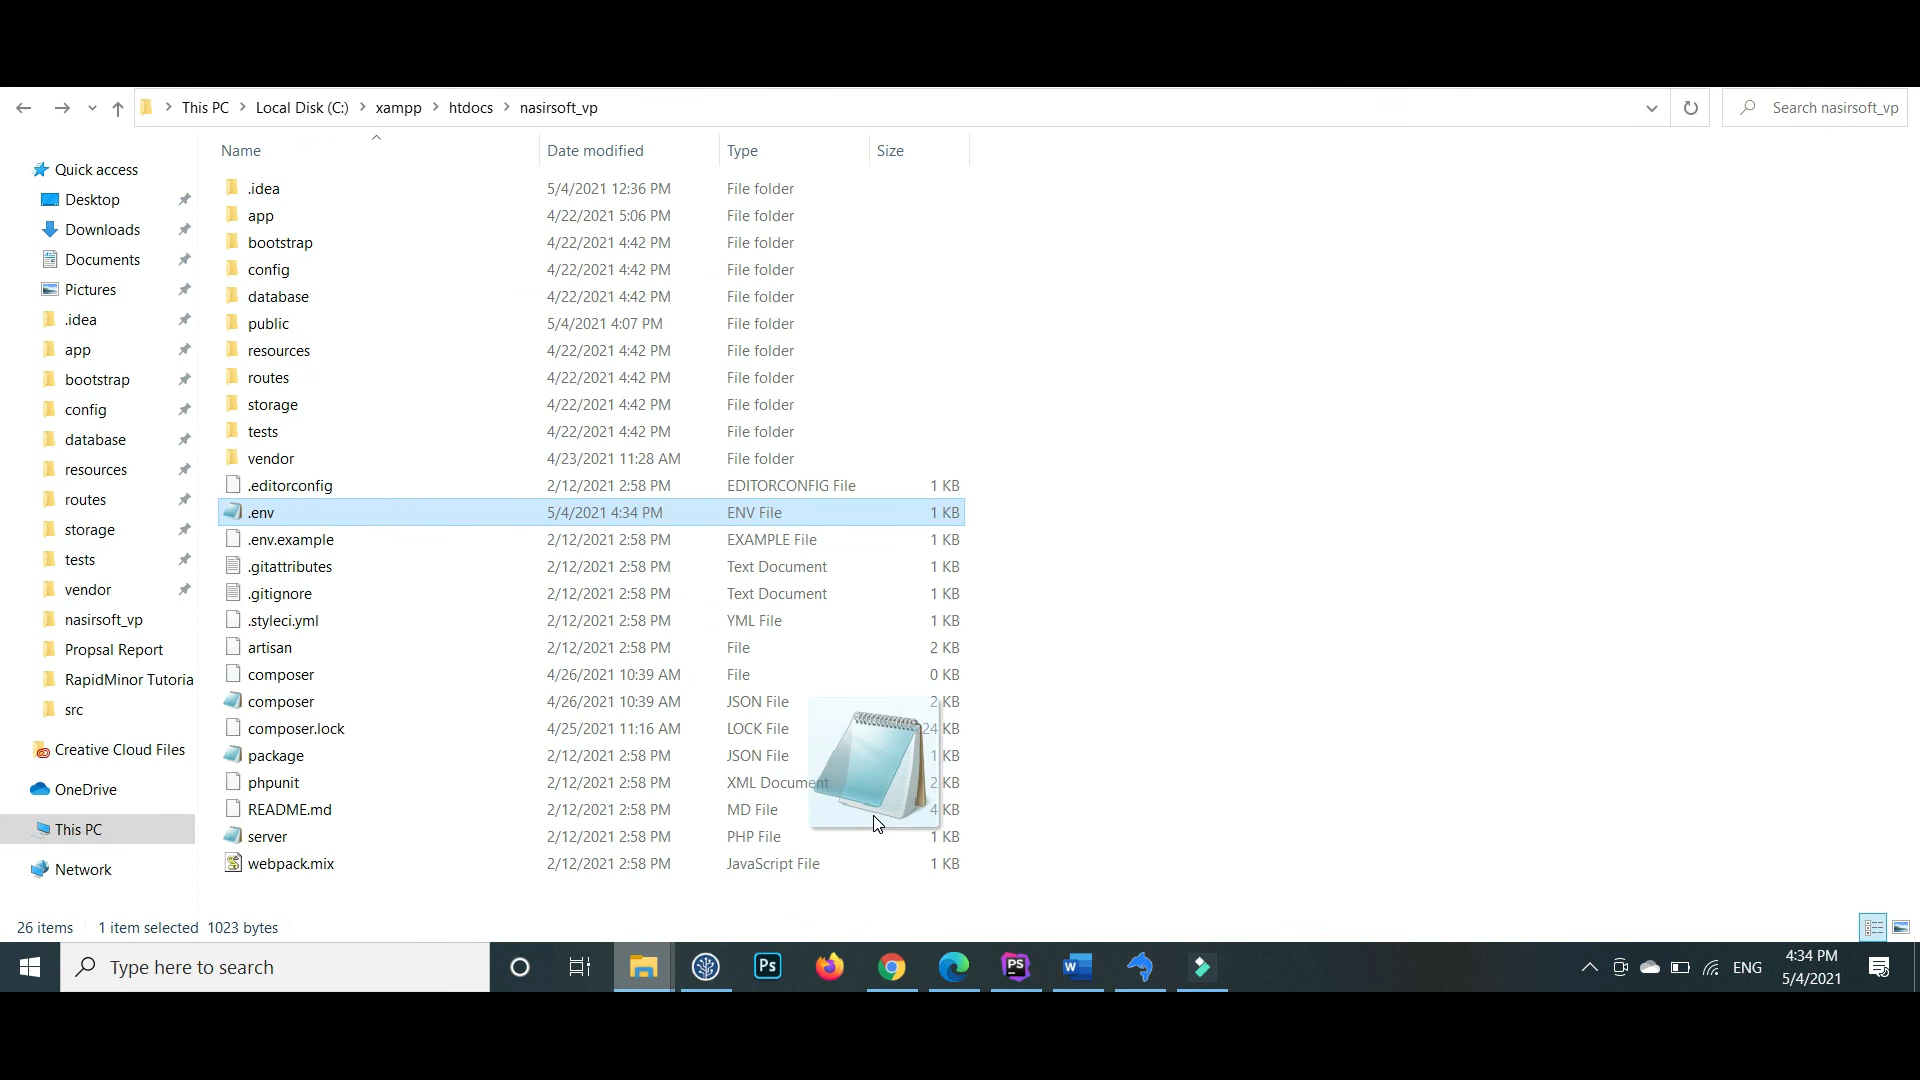 This PC > Local Disk (C:) > xampp > htdocs > nasirsoft_vp
Search nasirsoft_vp
Name Date modified Type Size
Quick access
Desktop
Downloads
Documents
Pictures
.idea
app
bootstrap
config
database
resources
routes
storage
tests
vendor
nasirsoft_vp
Propsal Report
RapidMinor Tutoria
src
Creative Cloud Files
OneDrive
This PC
Network
.idea 5/4/2021 12:36 PM File folder
app 4/22/2021 5:06 PM File folder
bootstrap 4/22/2021 4:42 PM File folder
config 4/22/2021 4:42 PM File folder
database 4/22/2021 4:42 PM File folder
public 5/4/2021 4:07 PM File folder
resources 4/22/2021 4:42 PM File folder
routes 4/22/2021 4:42 PM File folder
storage 4/22/2021 4:42 PM File folder
tests 4/22/2021 4:42 PM File folder
vendor 4/23/2021 11:28 AM File folder
.editorconfig 2/12/2021 2:58 PM EDITORCONFIG File 1 KB
.env 5/4/2021 4:34 PM ENV File 1 KB
.env.example 2/12/2021 2:58 PM EXAMPLE File 1 KB
.gitattributes 2/12/2021 2:58 PM Text Document 1 KB
.gitignore 2/12/2021 2:58 PM Text Document 1 KB
.styleci.yml 2/12/2021 2:58 PM YML File 1 KB
artisan 2/12/2021 2:58 PM File 2 KB
composer 4/26/2021 10:39 AM File 0 KB
composer 4/26/2021 10:39 AM JSON File 2 KB
composer.lock 4/25/2021 11:16 AM LOCK File KB
package 2/12/2021 2:58 PM JSON File 1 KB
phpunit 2/12/2021 2:58 PM XML Document 2 KB
README.md 2/12/2021 2:58 PM MD File 4 KB
server 2/12/2021 2:58 PM PHP File 1 KB
webpack.mix 2/12/2021 2:58 PM JavaScript File 1 KB
26 items 1 item selected 1023 bytes
Type here to search
Ps
PS
W
ENG
4:34 PM
5/4/2021